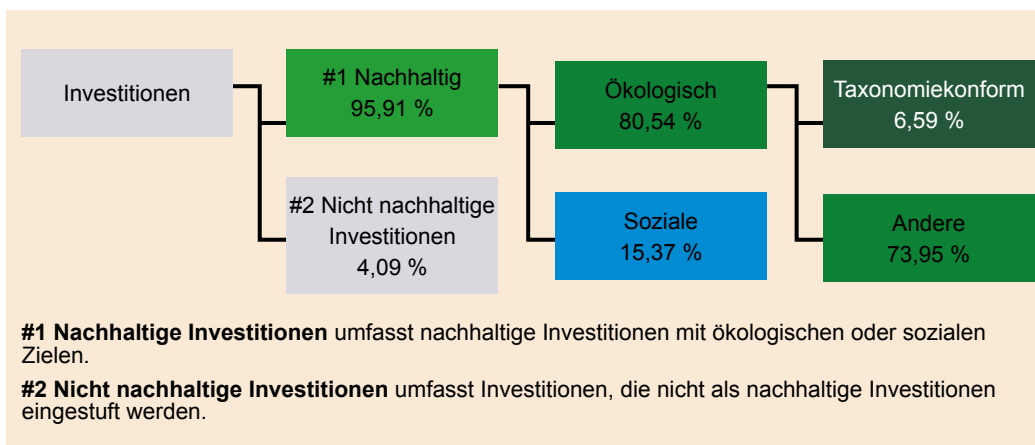 Investitionen
#1 Nachhaltig
95,91 %
Ökologisch
80,54 %
Taxonomiekonform
6,59 %
#2 Nicht nachhaltige
Investitionen
4,09 %
Soziale
15,37 %
Andere
73,95 %
#1 Nachhaltige Investitionen umfasst nachhaltige Investitionen mit ökologischen oder sozialen
Zielen.
#2 Nicht nachhaltige Investitionen umfasst Investitionen, die nicht als nachhaltige Investitionen
eingestuft werden.